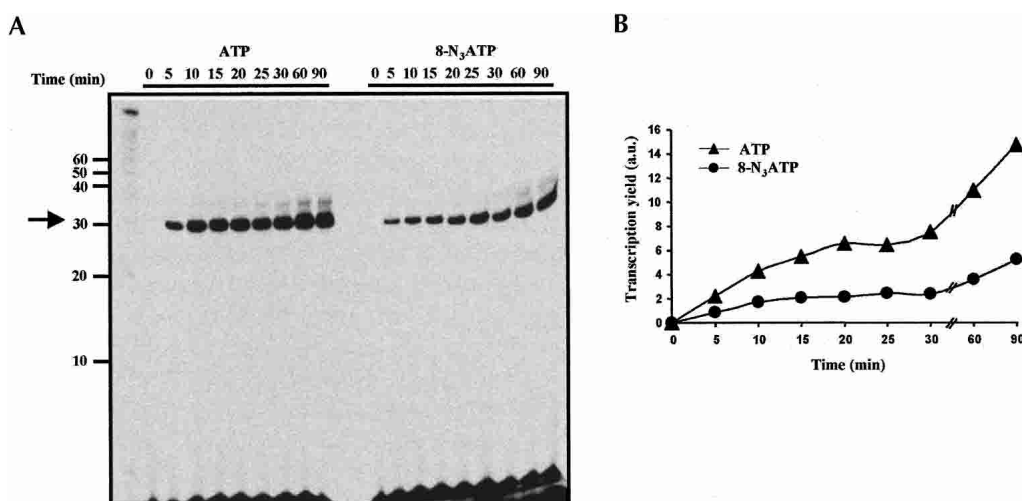 A
ATP 8-N₃ATP
Time (min) 0 5 10 15 20 25 30 60 90 0 5 10 15 20 25 30 60 90
60
50
40
30
20
10
B
Transcription yield (a.u.)
16
14
12
10
8
6
4
2
0
ATP
8-N₃ATP
0 5 10 15 20 25 30 60 90
Time (min)